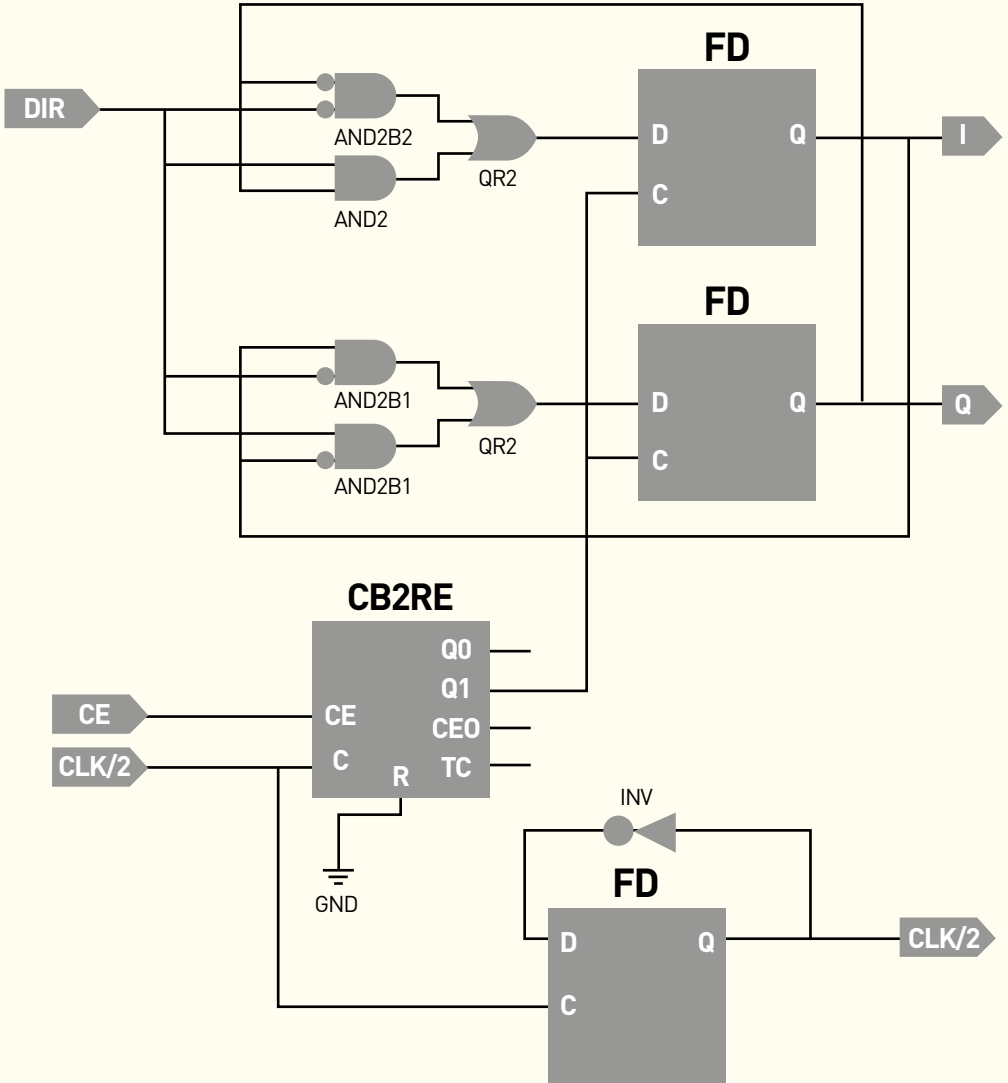 FD
DIR
AND2B2
D
Q
I
QR2
C
AND2
FD
AND2B1
D
Q
Q
QR2
C
AND2B1
CB2RE
Q0
Q1
CE
CE
CEO
CLK/2
C
R
TC
INV
FD
GND
D
Q
CLK/2
C